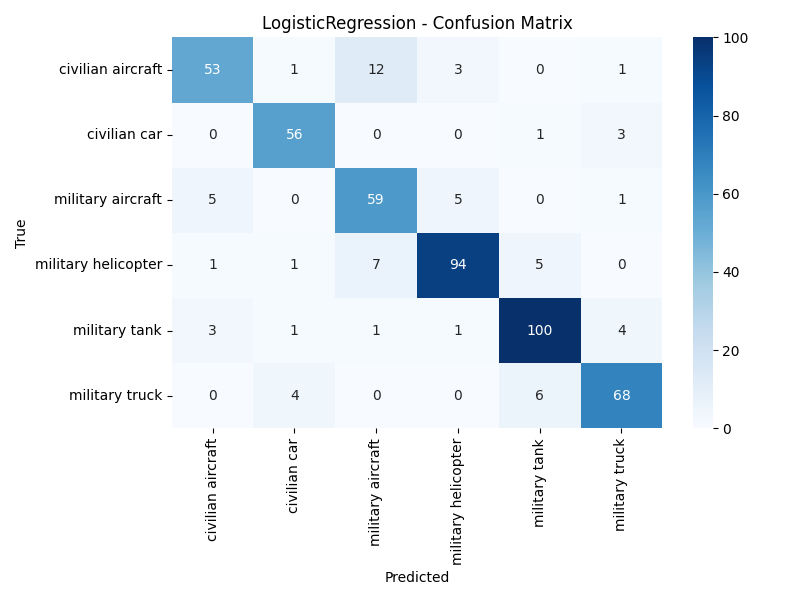 LogisticRegression - Confusion Matrix
civilian aircraft 53 1 12 3 0 1
civilian car 0 56 0 0 1 3
military aircraft 5 0 59 5 0 1
military helicopter 1 1 7 94 5 0
military tank 3 1 1 1 100 4
military truck 0 4 0 0 6 68
True
civilian aircraft
civilian car
military aircraft
military helicopter
military tank
military truck
Predicted
100
80
60
40
20
0